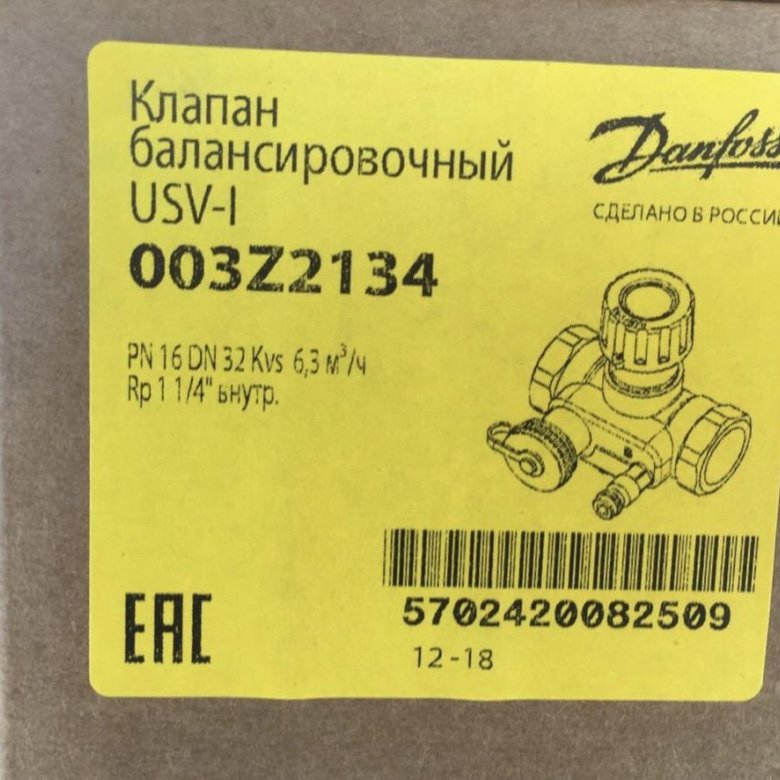 Клапан
балансировочный
USV-I
003Z2134
Danfoss
СДЕЛАНО В РОССИИ
PN 16 DN 32 Kvs 6,3 м³/ч
Rp 1 1/4" внутр.
5702420082509
12-18
EAC